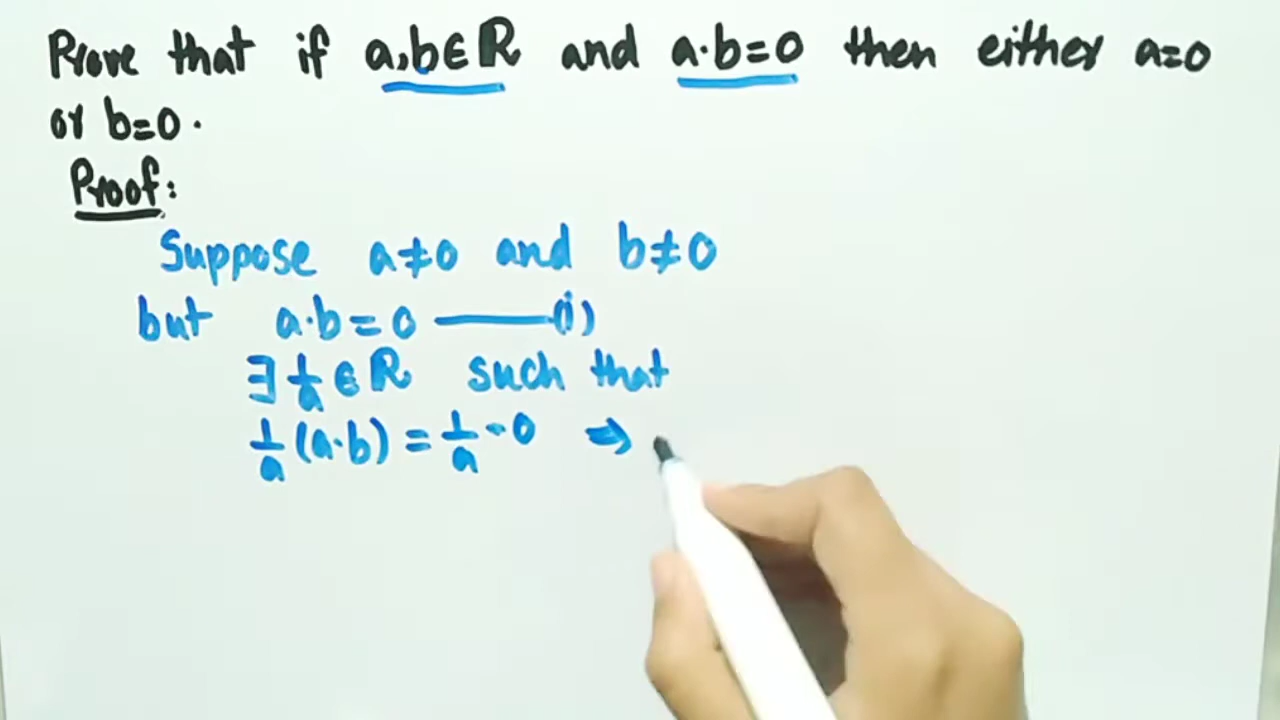 Prove that if a,b∈ℝ and a·b=0 then either a=0
or b=0.
Proof:
Suppose a≠0 and b≠0
but a·b=0 ——(i)
∃ 1/a ∈ ℝ such that
1/a (a·b) = 1/a · 0 ⇒